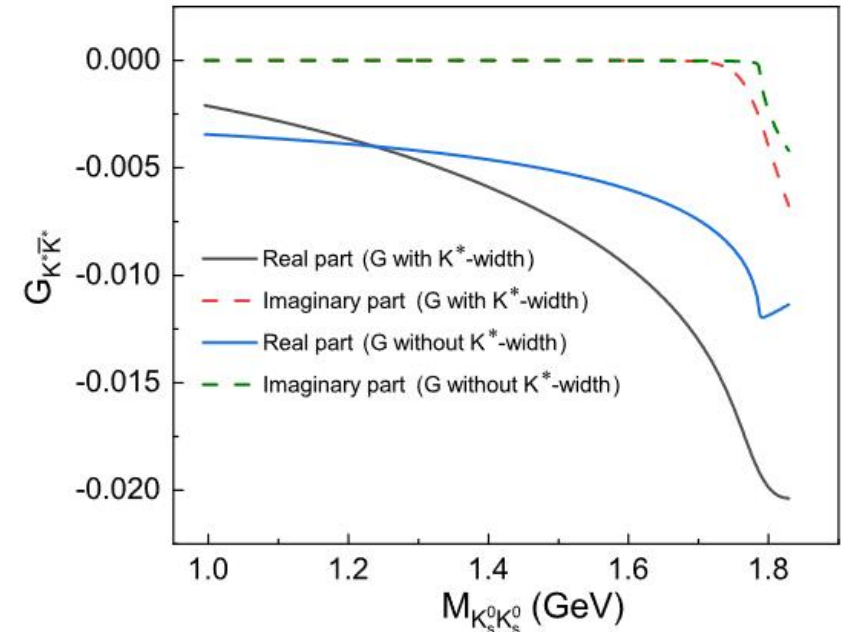 0.000
-0.005
-0.010
-0.015
-0.020
G_{K^*\bar{K}^*}
Real part (G with K*-width)
Imaginary part (G with K*-width)
Real part (G without K*-width)
Imaginary part (G without K*-width)
1.0 1.2 1.4 1.6 1.8
M_{K_s^0K_s^0} (GeV)